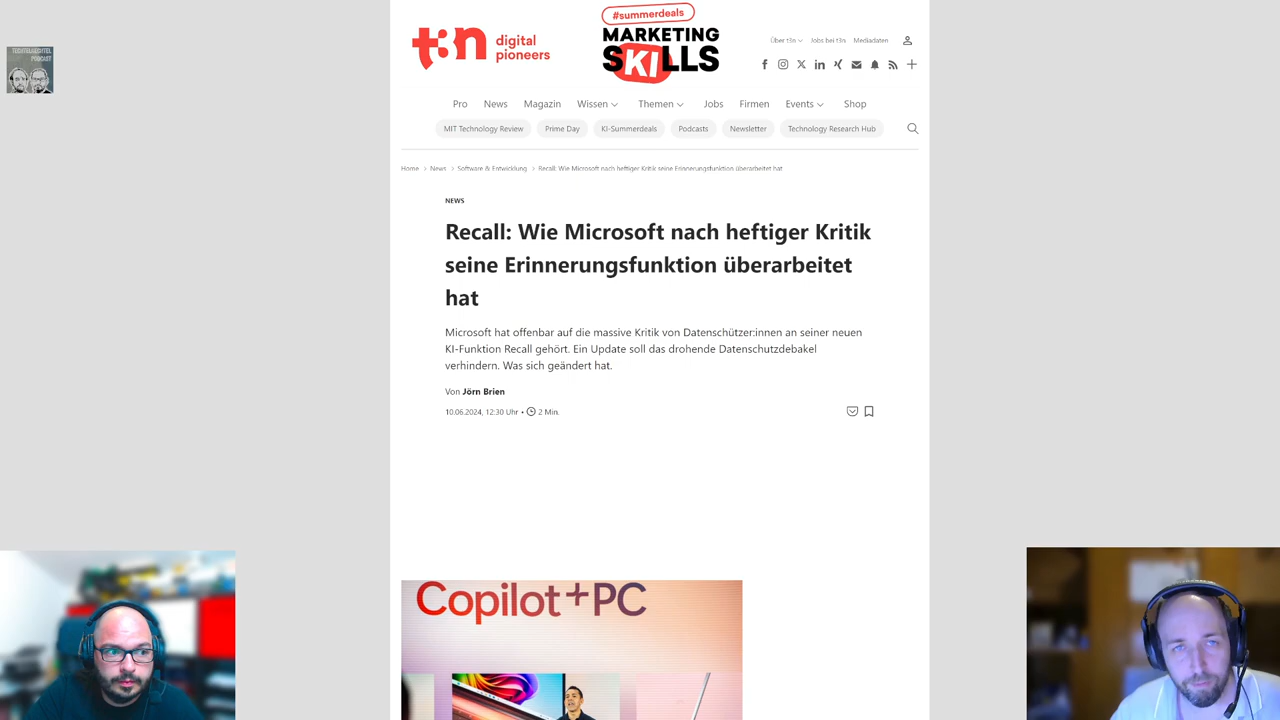 TECHTELMECHTEL
PODCAST
t3n digital
pioneers
#summerdeals
MARKETING
SKILLS
Über t3n
Jobs bei t3n
Mediadaten
Pro
News
Magazin
Wissen
Themen
Jobs
Firmen
Events
Shop
MIT Technology Review
Prime Day
KI-Summerdeals
Podcasts
Newsletter
Technology Research Hub
Home > News > Software & Entwicklung > Recall: Wie Microsoft nach heftiger Kritik seine Erinnerungsfunktion überarbeitet hat
NEWS
Recall: Wie Microsoft nach heftiger Kritik
seine Erinnerungsfunktion überarbeitet
hat
Microsoft hat offenbar auf die massive Kritik von Datenschützer:innen an seiner neuen
KI-Funktion Recall gehört. Ein Update soll das drohende Datenschutzdebakel
verhindern. Was sich geändert hat.
Von Jörn Brien
10.06.2024, 12:30 Uhr • 2 Min.
Copilot+PC